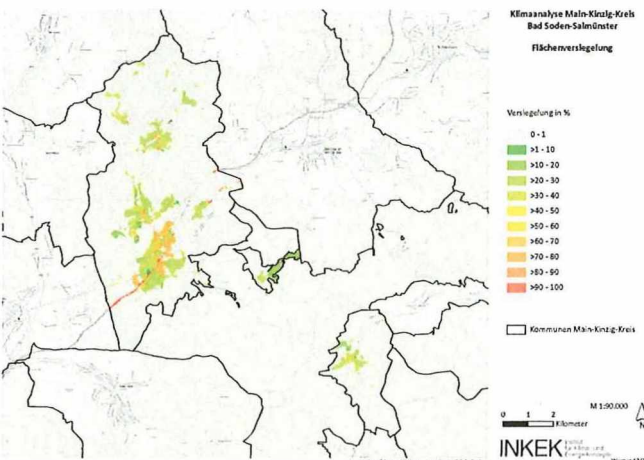 Klimaanalyse Main-Kinzig-Kreis
Bad Soden-Salmünster
Flächenversiegelung
Versiegelung in %
0 - 1
>1 - 10
>10 - 20
>20 - 30
>30 - 40
>40 - 50
>50 - 60
>60 - 70
>70 - 80
>80 - 90
>90 - 100
Kommunen Main-Kinzig-Kreis
M 1:90.000
0 1 2
Kilometer
N
INKEK